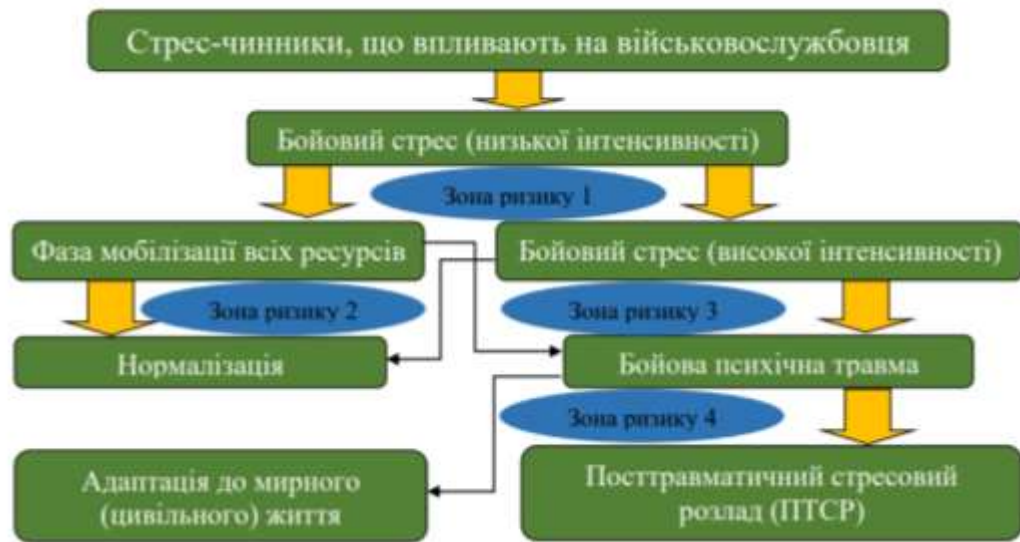 Стрес-чинники, що впливають на військовослужбовця
Бойовий стрес (низької інтенсивності)
Зона ризику 1
Фаза мобілізації всіх ресурсів
Бойовий стрес (високої інтенсивності)
Зона ризику 2
Зона ризику 3
Нормалізація
Бойова психічна травма
Зона ризику 4
Адаптація до мирного
(цивільного) життя
Посттравматичний стресовий
розлад (ПТСР)